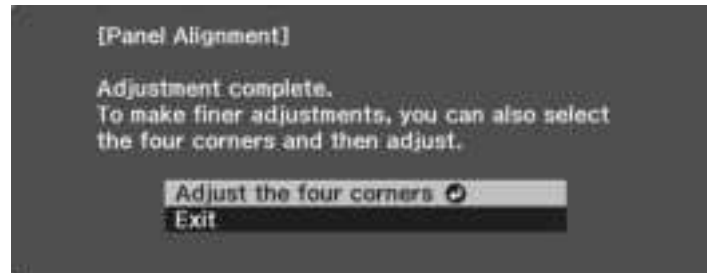 [Panel Alignment]
Adjustment complete.
To make finer adjustments, you can also select
the four corners and then adjust.
Adjust the four corners
Exit